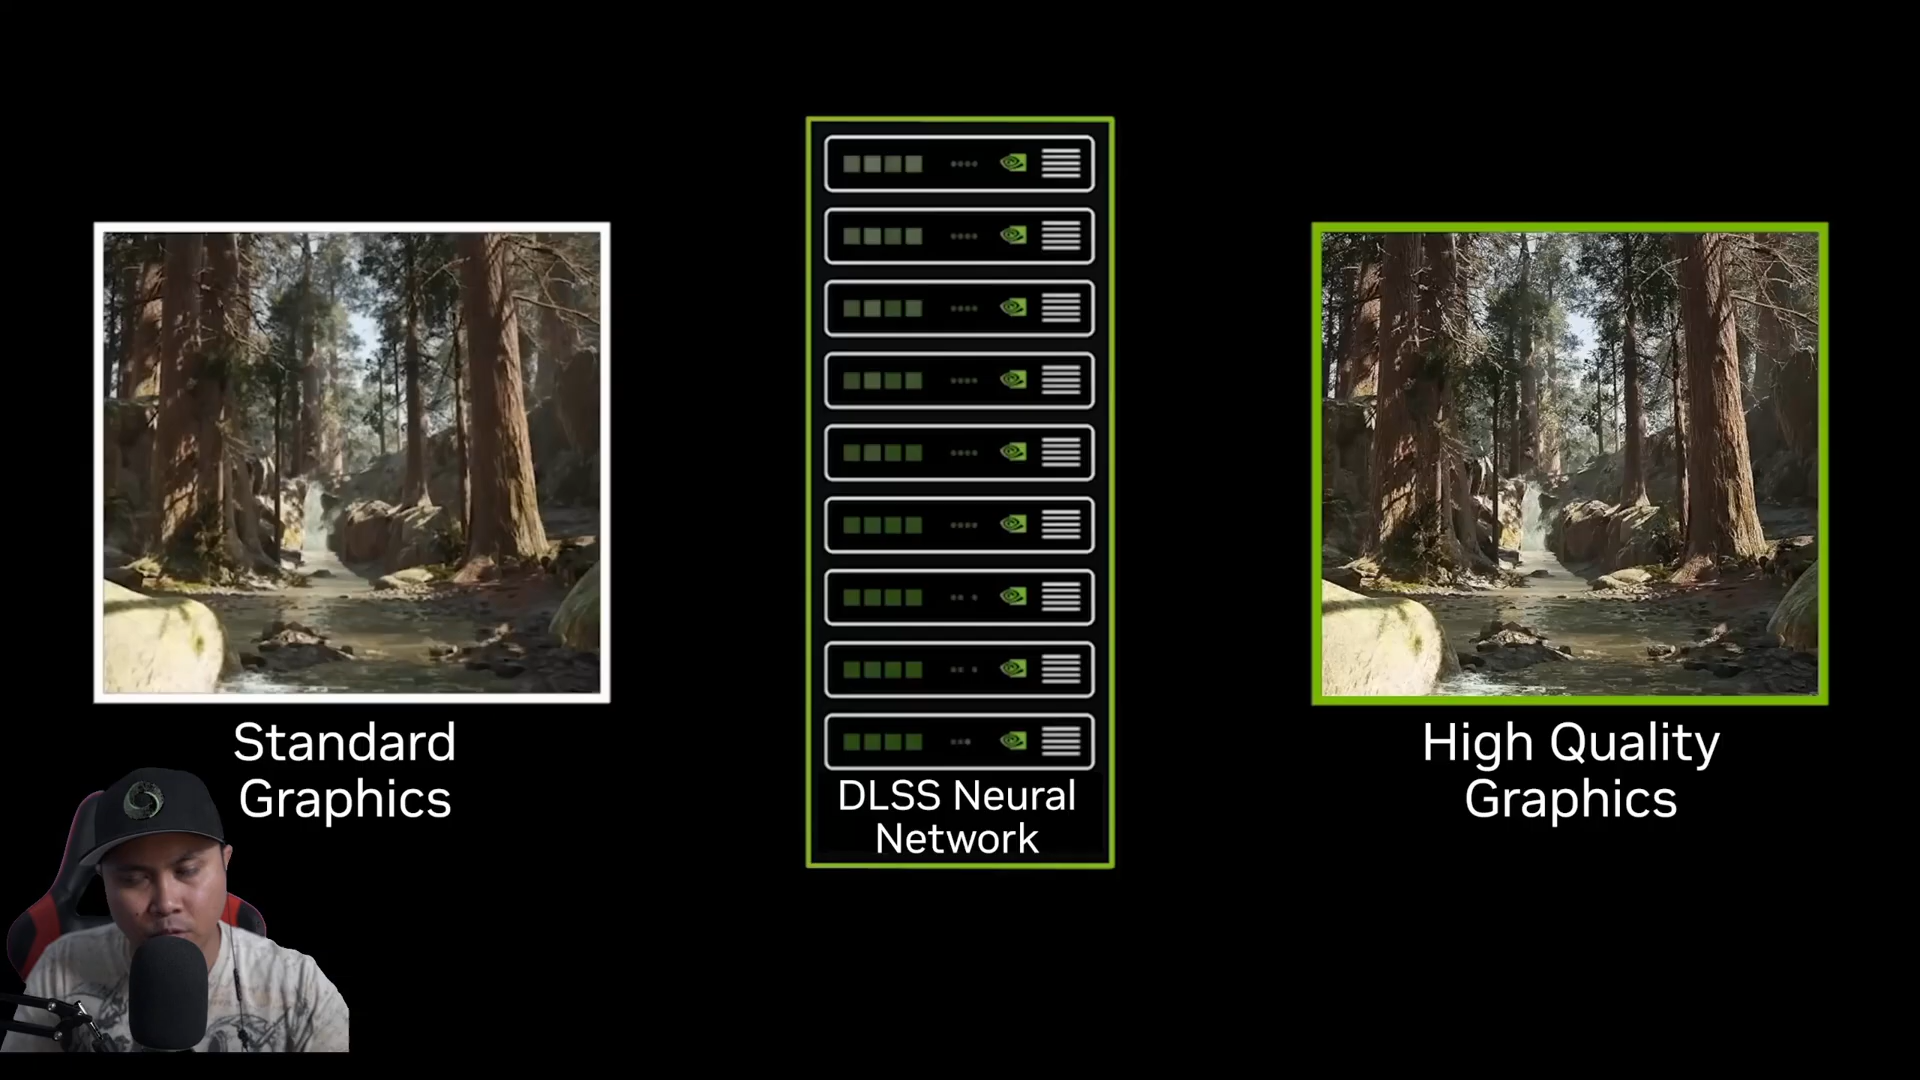 Standard
Graphics
DLSS Neural
Network
High Quality
Graphics